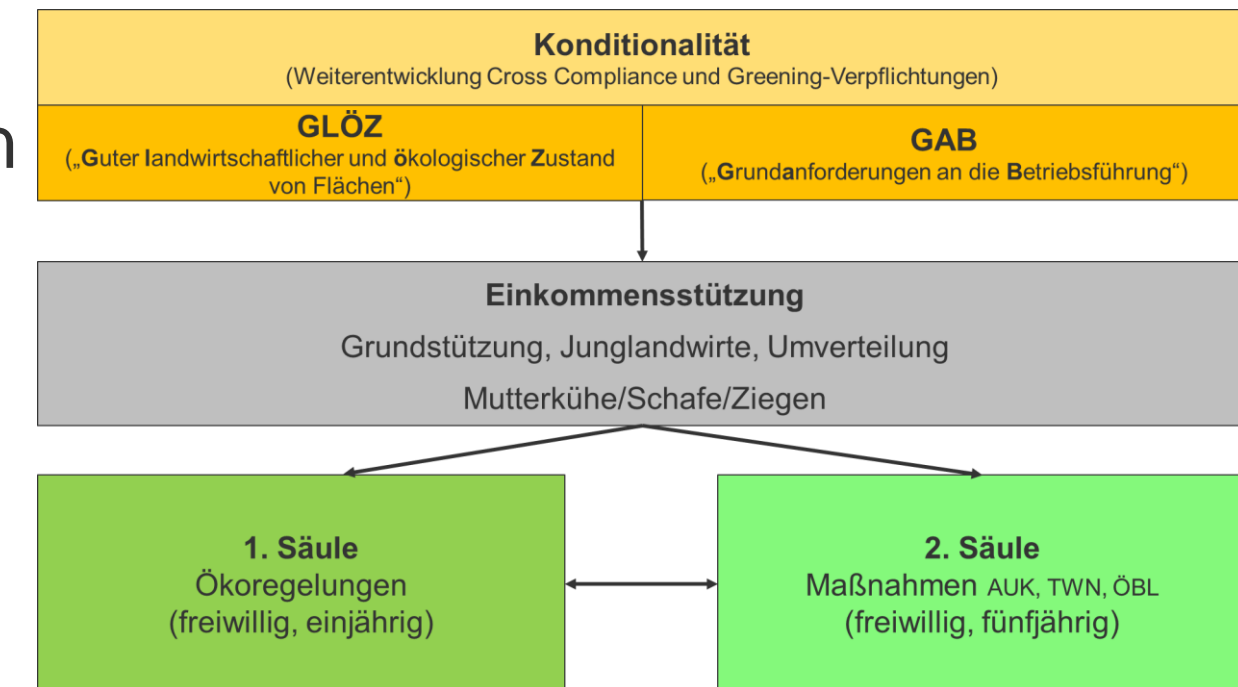 Konditionalität
(Weiterentwicklung Cross Compliance und Greening-Verpflichtungen)
n
GLÖZ
(„Guter landwirtschaftlicher und ökologischer Zustand
von Flächen“)
GAB
(„Grundanforderungen an die Betriebsführung“)
Einkommensstützung
Grundstützung, Junglandwirte, Umverteilung
Mutterkühe/Schafe/Ziegen
1. Säule
Ökoregelungen
(freiwillig, einjährig)
2. Säule
Maßnahmen AUK, TWN, ÖBL
(freiwillig, fünfjährig)